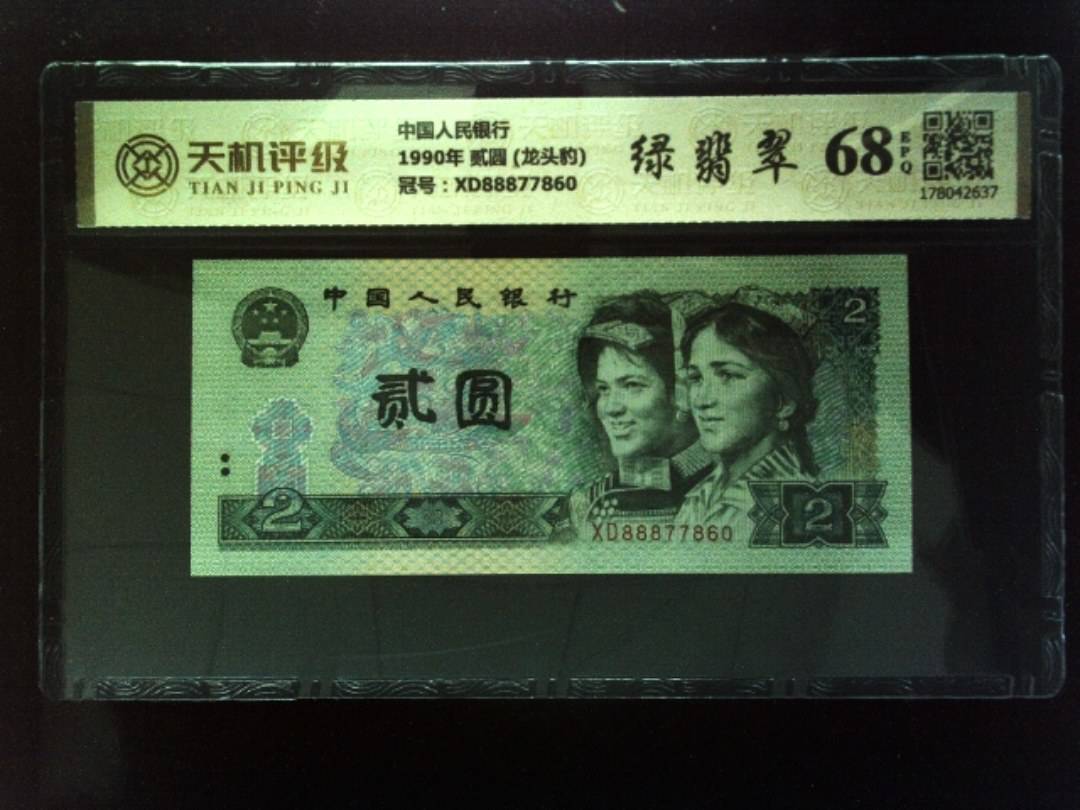 天机评级
TIAN JI PING JI
中国人民银行
1990年 贰圆 (龙头豹)
冠号：XD88877860
绿翡翠
68
EPQ
178042637
中国人民银行
2
贰圆
2
XD88877860
2